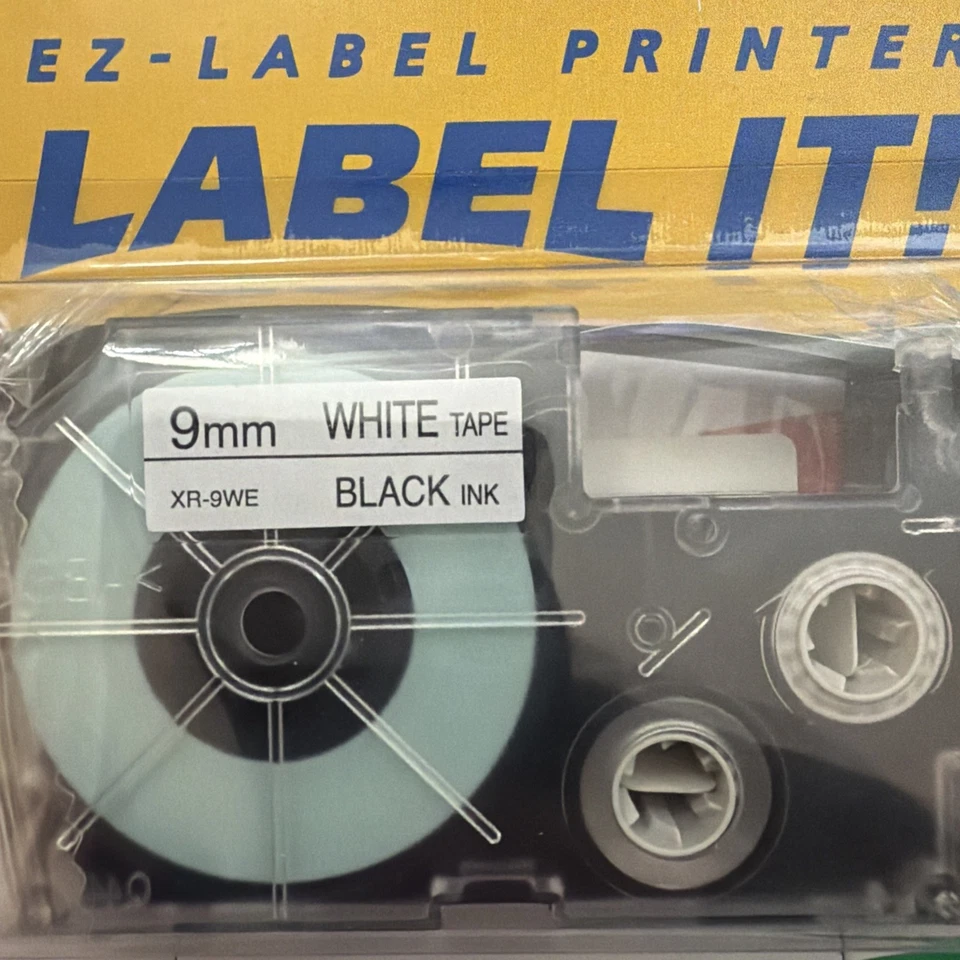 EZ-LABEL PRINTER
LABEL IT!
9mm WHITE TAPE
XR-9WE BLACK INK